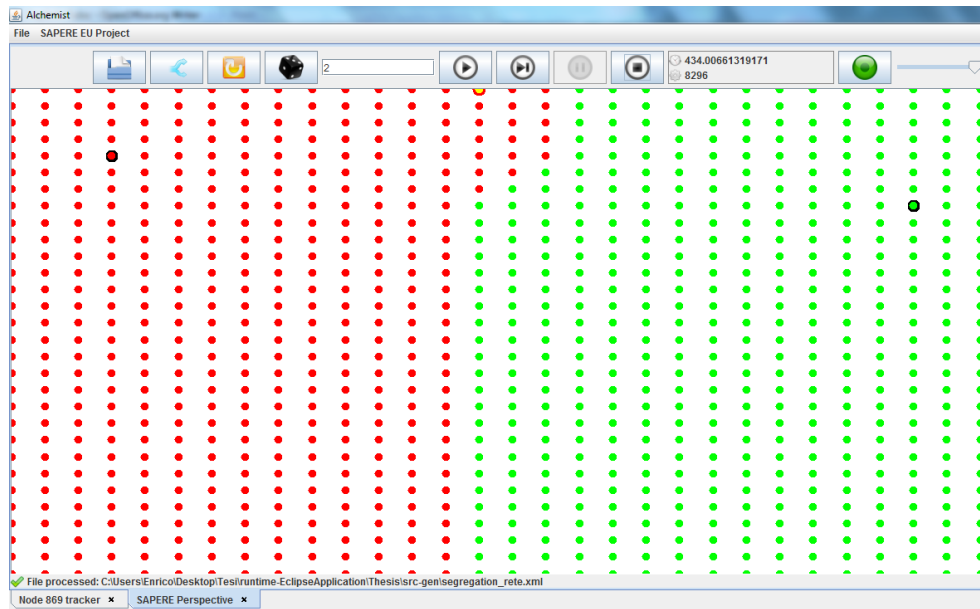 Alchemist
File SAPERE EU Project
2
434.00661319171
8296
File processed: C:\Users\Enrico\Desktop\Tesi\runtime-EclipseApplication\Thesis\src-gen\segregation_rete.xml
Node 869 tracker × SAPERE Perspective ×